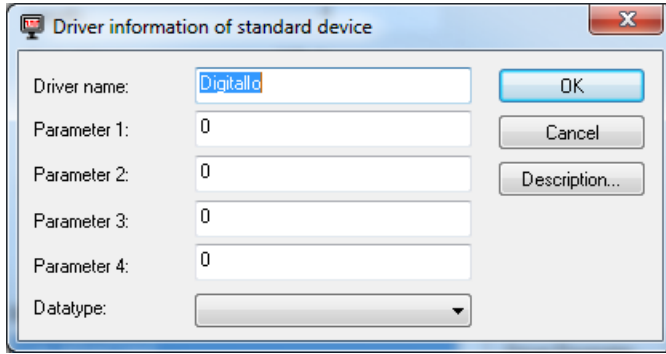 Driver information of standard device
Driver name: DigitalIo OK
Parameter 1: 0 Cancel
Parameter 2: 0 Description...
Parameter 3: 0
Parameter 4: 0
Datatype: